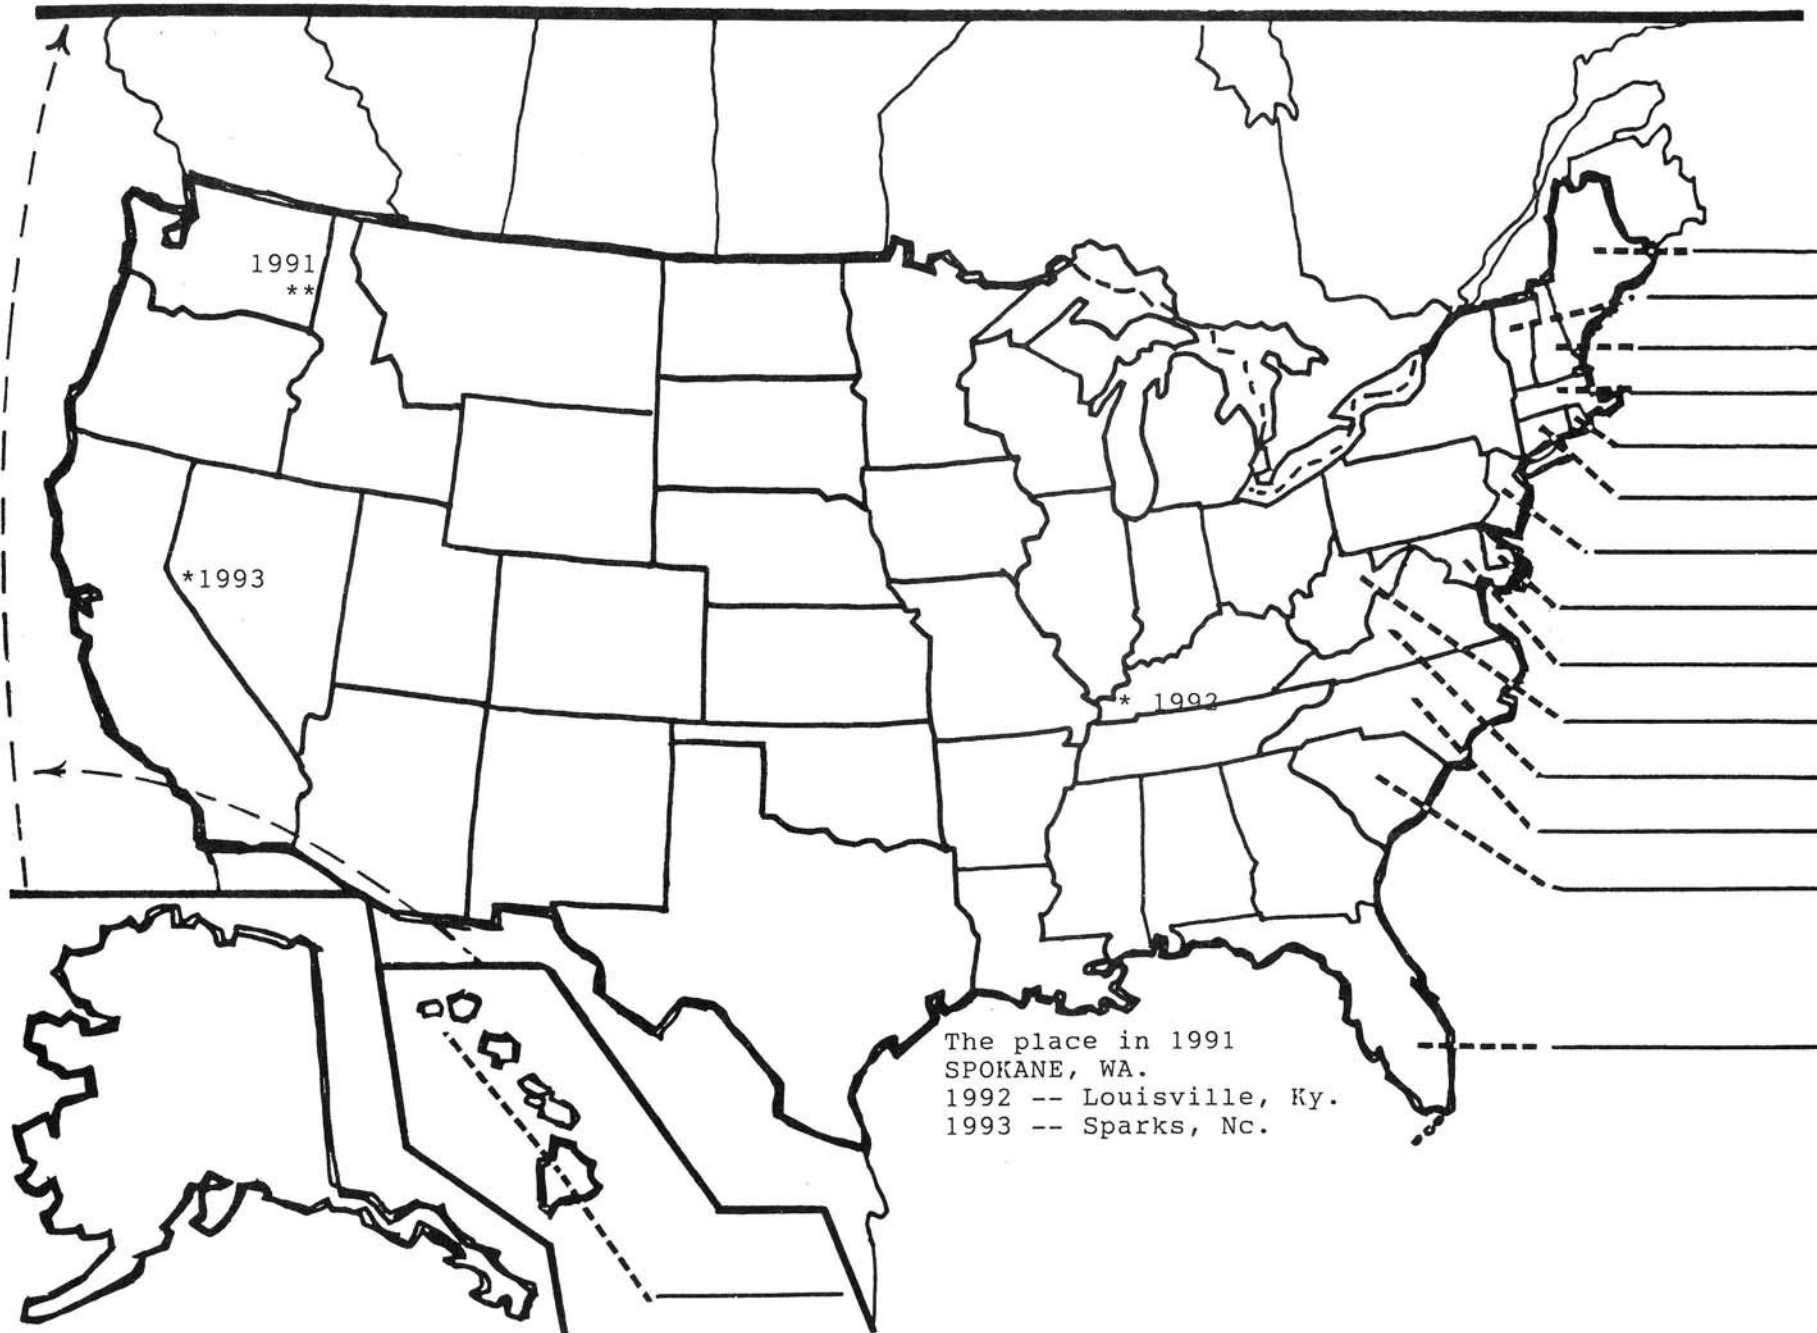 1991
**
*1993
* 1992
The place in 1991
SPOKANE, WA.
1992 -- Louisville, Ky.
1993 -- Sparks, Nc.